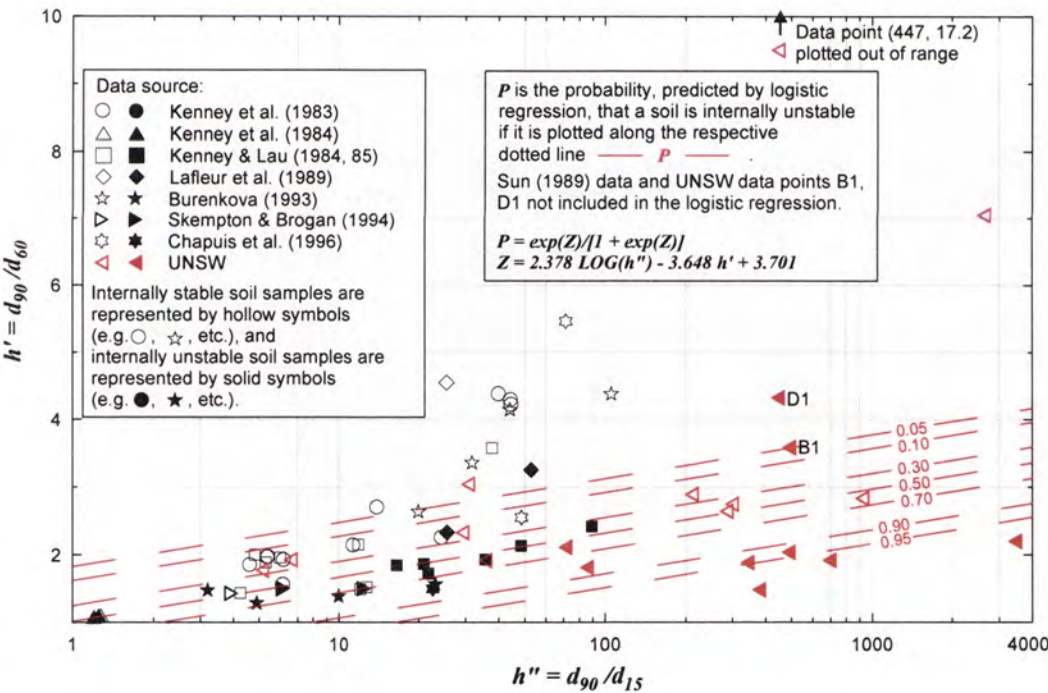 10
8
6
4
2
h' = d90/d60
Data point (447, 17.2)
plotted out of range
Data source:
Kenney et al. (1983)
Kenney et al. (1984)
Kenney & Lau (1984, 85)
Lafleur et al. (1989)
Burenkova (1993)
Skempton & Brogan (1994)
Chapuis et al. (1996)
UNSW
Internally stable soil samples are
represented by hollow symbols
(e.g. ○, ☆, etc.), and
internally unstable soil samples are
represented by solid symbols
(e.g. ●, ★, etc.).
P is the probability, predicted by logistic
regression, that a soil is internally unstable
if it is plotted along the respective
dotted line — P — .
Sun (1989) data and UNSW data points B1,
D1 not included in the logistic regression.
P = exp(Z)/[1 + exp(Z)]
Z = 2.378 LOG(h") - 3.648 h' + 3.701
D1
B1
0.05
0.10
0.30
0.50
0.70
0.90
0.95
1
10
100
1000
4000
h" = d90/d15